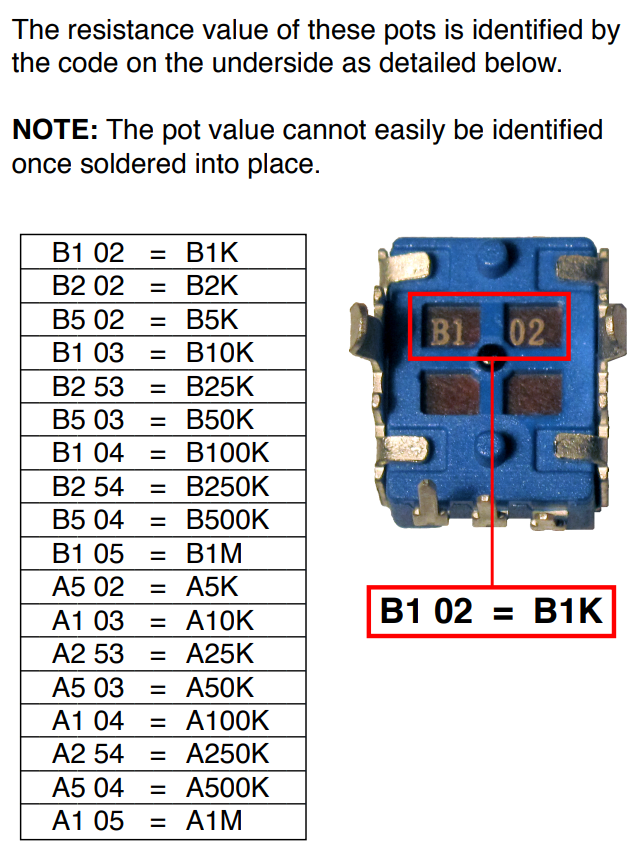 The resistance value of these pots is identified by
the code on the underside as detailed below.
NOTE: The pot value cannot easily be identified
once soldered into place.
B1 02 = B1K
B2 02 = B2K
B5 02 = B5K
B1 03 = B10K
B2 53 = B25K
B5 03 = B50K
B1 04 = B100K
B2 54 = B250K
B5 04 = B500K
B1 05 = B1M
A5 02 = A5K
A1 03 = A10K
A2 53 = A25K
A5 03 = A50K
A1 04 = A100K
A2 54 = A250K
A5 04 = A500K
A1 05 = A1M
B1 02
B1 02 = B1K